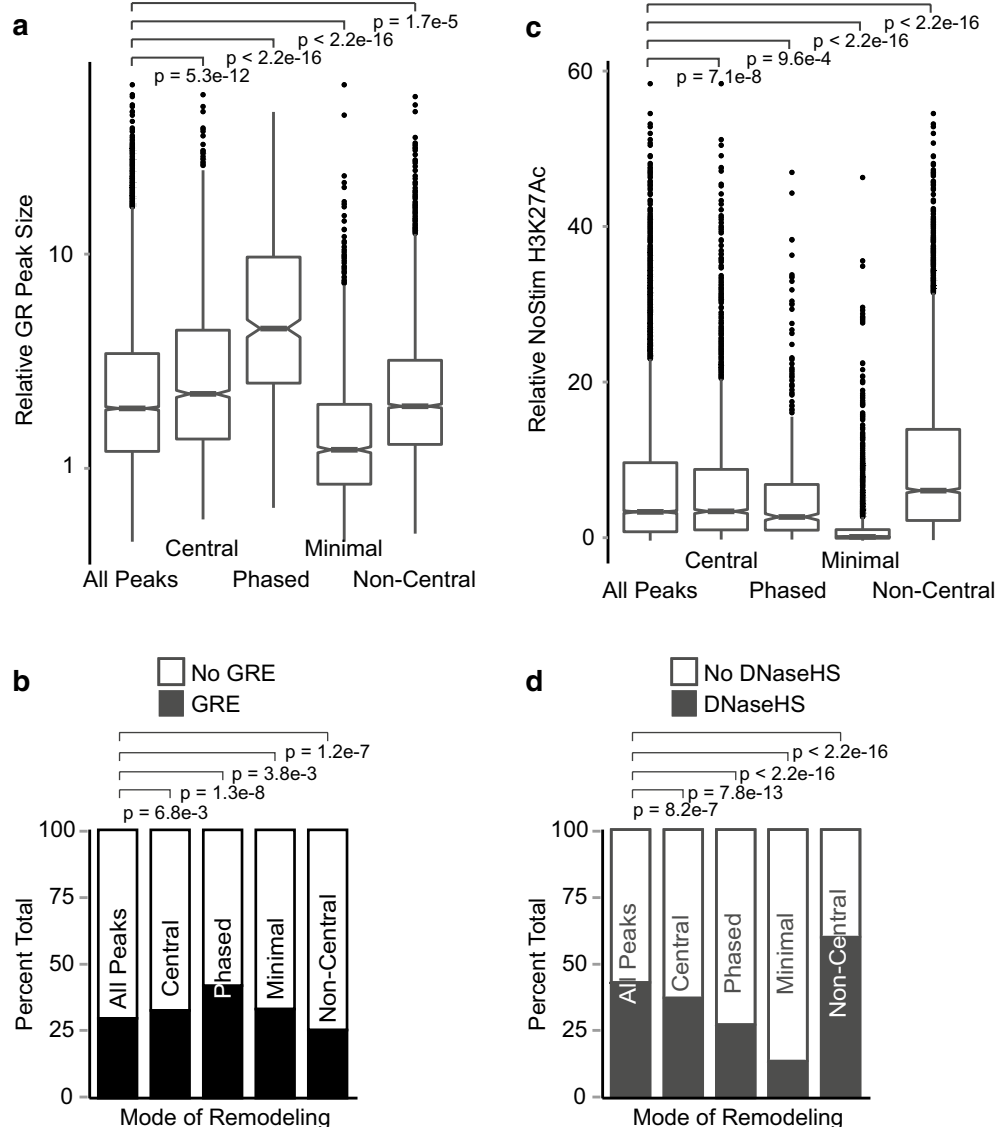 a
p = 1.7e-5
p < 2.2e-16
p < 2.2e-16
p = 5.3e-12
Relative GR Peak Size
10
1
Central
Minimal
All Peaks
Phased
Non-Central
c
p < 2.2e-16
p <2.2e-16
p = 9.6e-4
p = 7.1e-8
Relative NoStim H3K27Ac
60
40
20
0
Central
Minimal
All Peaks
Phased
Non-Central
b
No GRE
GRE
p = 1.2e-7
p = 3.8e-3
p = 1.3e-8
p = 6.8e-3
Percent Total
100
75
50
25
0
All Peaks
Central
Phased
Minimal
Non-Central
Mode of Remodeling
d
No DNaseHS
DNaseHS
p < 2.2e-16
p < 2.2e-16
p = 7.8e-13
p = 8.2e-7
Percent Total
100
75
50
25
0
All Peaks
Central
Phased
Minimal
Non-Central
Mode of Remodeling